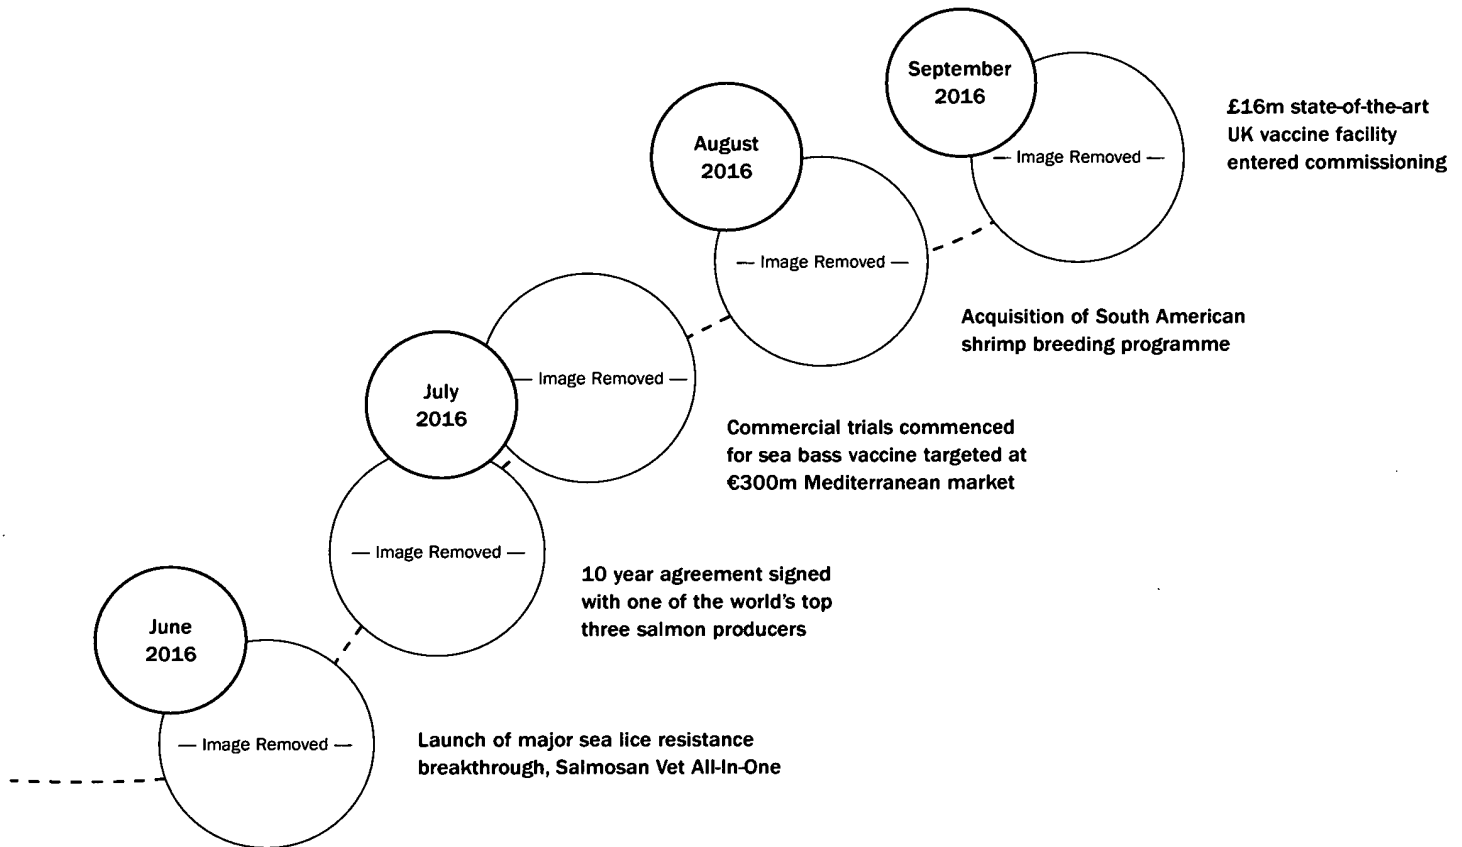 September
2016
— Image Removed —
£16m state-of-the-art
UK vaccine facility
entered commissioning
August
2016
— Image Removed —
Acquisition of South American
shrimp breeding programme
July
2016
— Image Removed —
Commercial trials commenced
for sea bass vaccine targeted at
€300m Mediterranean market
— Image Removed —
10 year agreement signed
with one of the world's top
three salmon producers
June
2016
— Image Removed —
Launch of major sea lice resistance
breakthrough, Salmosan Vet All-In-One